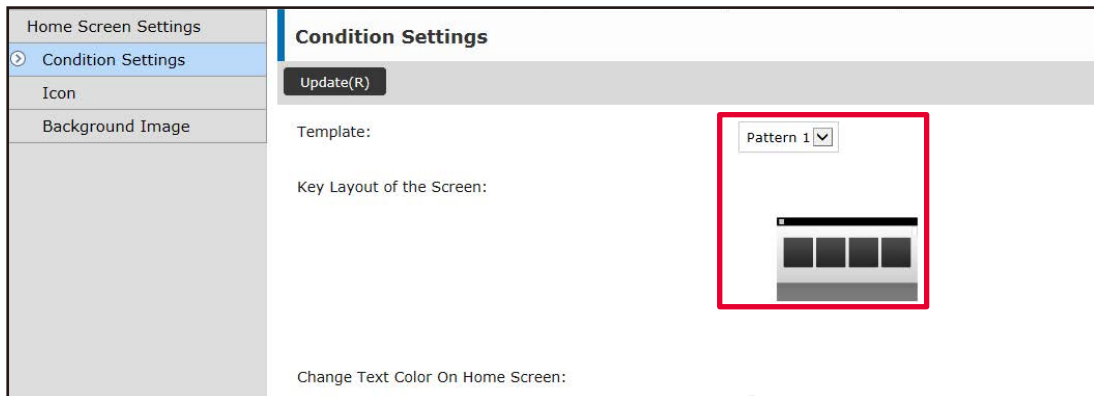 Home Screen Settings
Condition Settings
Icon
Background Image
Condition Settings
Update(R)
Template:
Pattern 1
Key Layout of the Screen:
Change Text Color On Home Screen: